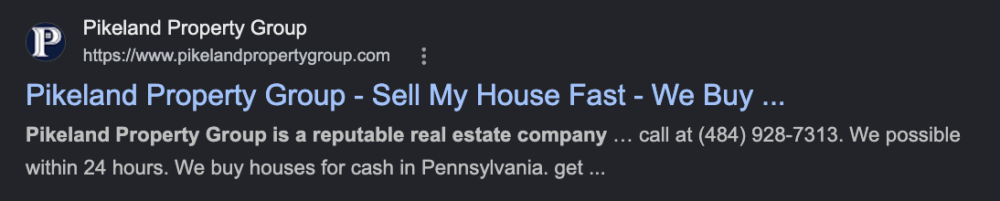 P
Pikeland Property Group
https://www.pikelandpropertygroup.com
Pikeland Property Group - Sell My House Fast - We Buy ...
Pikeland Property Group is a reputable real estate company ... call at (484) 928-7313. We possible
within 24 hours. We buy houses for cash in Pennsylvania. get ...